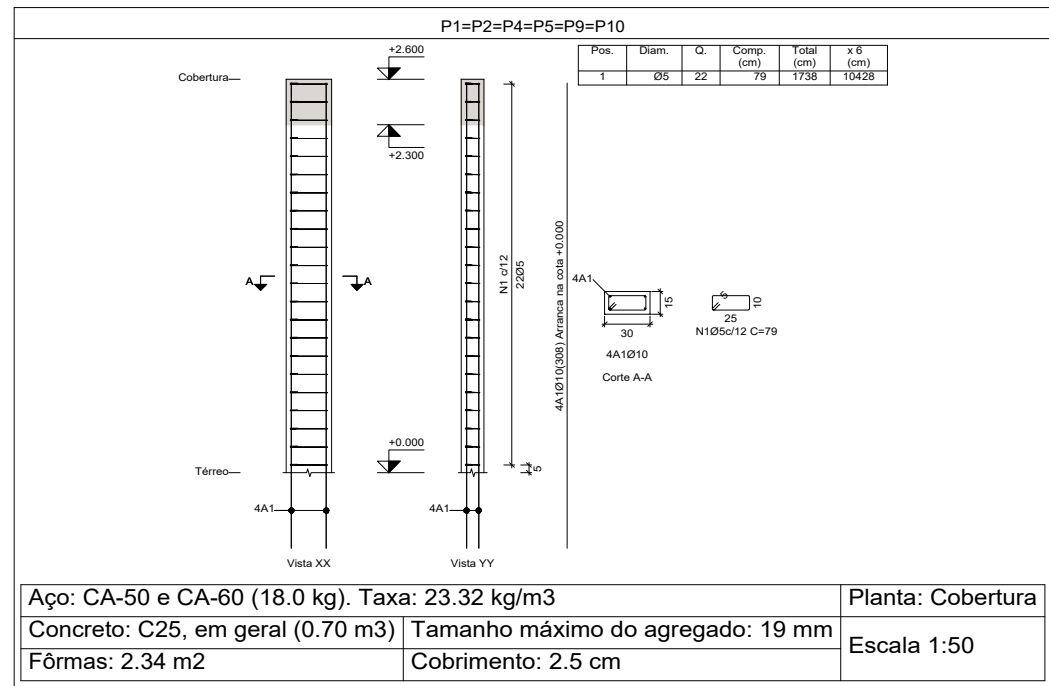 P1=P2=P4=P5=P9=P10
Pos. Diam. Q. Comp. (cm) Total (cm) x 6 (cm)
1 Ø5 22 79 1738 10428
+2.600
Cobertura
+2.300
A A
N1 c/12
22Ø5
4A1Ø10(308) Arranca na cota +0.000
4A1
15
30
4A1Ø10
Corte A-A
5
10
25
N1Ø5c/12 C=79
+0.000
Térreo
5
4A1
4A1
Vista XX
Vista YY
Aço: CA-50 e CA-60 (18.0 kg). Taxa: 23.32 kg/m3
Planta: Cobertura
Concreto: C25, em geral (0.70 m3)
Tamanho máximo do agregado: 19 mm
Escala 1:50
Fôrmas: 2.34 m2
Cobrimento: 2.5 cm